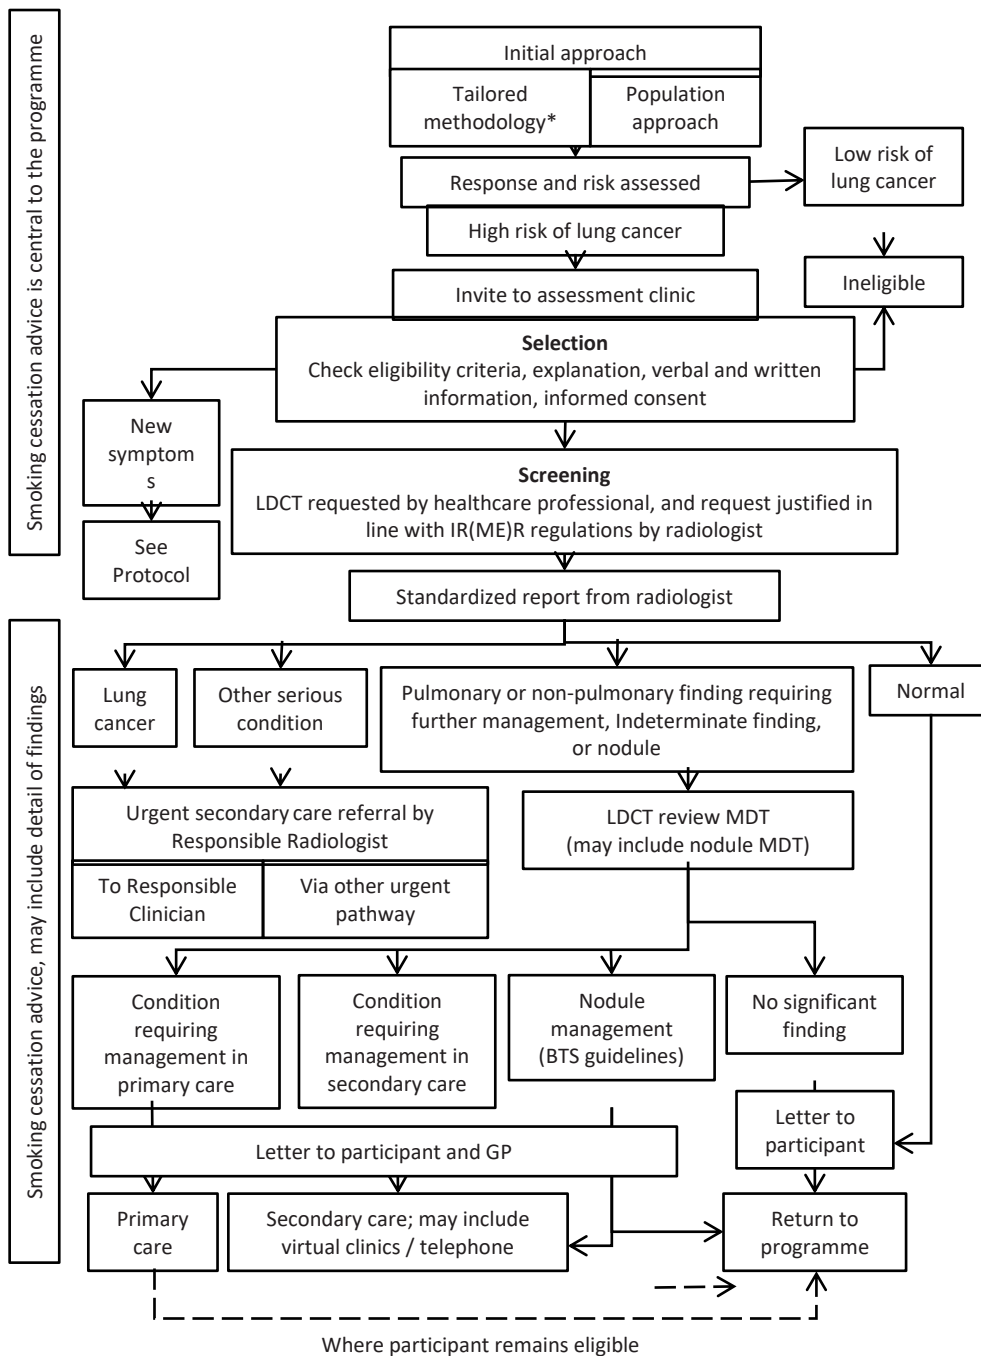 Smoking cessation advice is central to the programme
Initial approach
Tailored
methodology*
Population
approach
Response and risk assessed
Low risk of
lung cancer
High risk of lung cancer
Invite to assessment clinic
Ineligible
Selection
Check eligibility criteria, explanation, verbal and written
information, informed consent
New
symptom
s
See
Protocol
Screening
LDCT requested by healthcare professional, and request justified in
line with IR(ME)R regulations by radiologist
Standardized report from radiologist
Smoking cessation advice, may include detail of findings
Lung
cancer
Other serious
condition
Pulmonary or non-pulmonary finding requiring
further management, Indeterminate finding,
or nodule
Normal
Urgent secondary care referral by
Responsible Radiologist
To Responsible
Clinician
Via other urgent
pathway
LDCT review MDT
(may include nodule MDT)
Condition
requiring
management in
primary care
Condition
requiring
management in
secondary care
Nodule
management
(BTS guidelines)
No significant
finding
Letter to participant and GP
Letter to
participant
Primary
care
Secondary care; may include
virtual clinics / telephone
Return to
programme
Where participant remains eligible